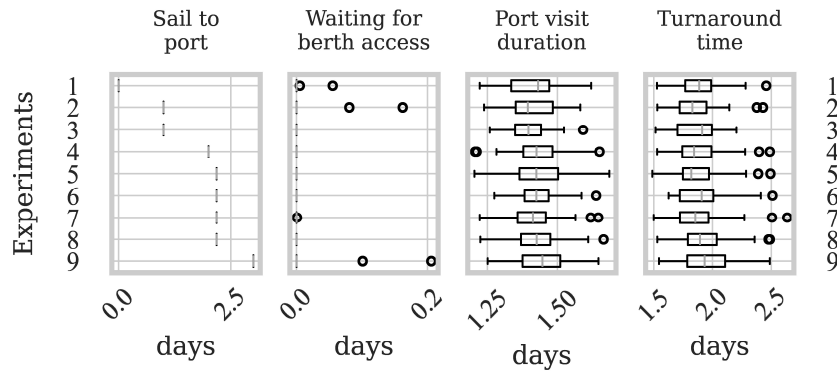 Sail to
port
Waiting for
berth access
Port visit
duration
Turnaround
time
Experiments
1
2
3
4
5
6
7
8
9
1
2
3
4
5
6
7
8
9
0.0 2.5
0.0 0.2
1.25 1.50
1.5 2.0 2.5
days
days
days
days